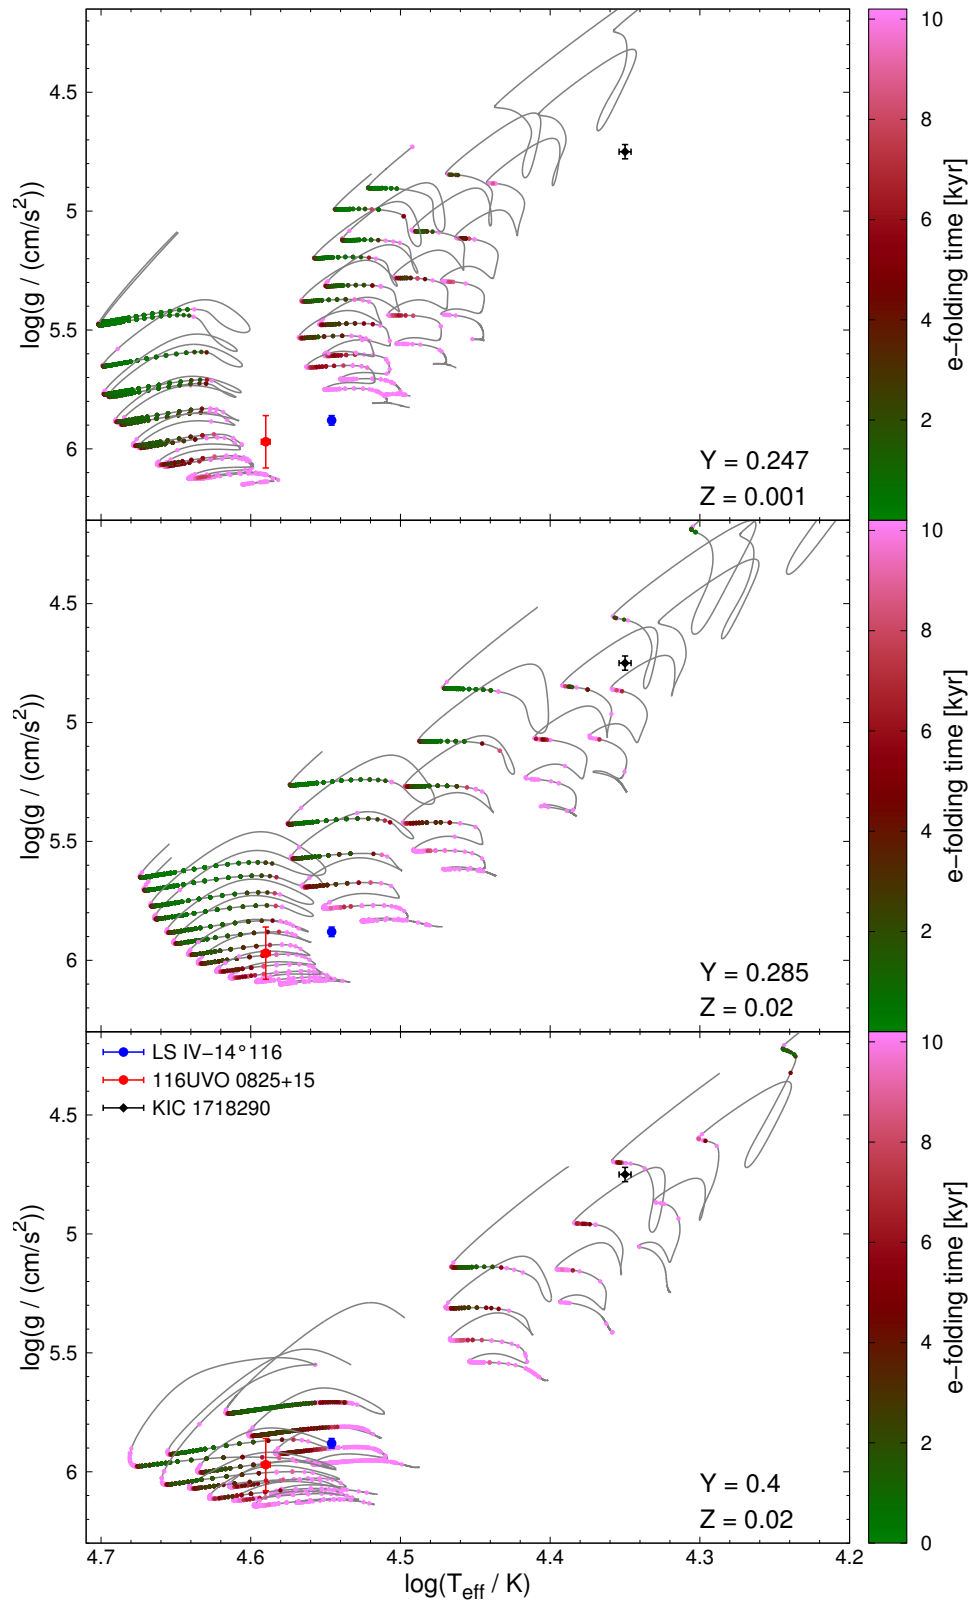 4.5
5
5.5
6
log(g / (cm/s²))
Y = 0.247
Z = 0.001
10
8
6
4
2
e-folding time [kyr]
4.5
5
5.5
6
log(g / (cm/s²))
Y = 0.285
Z = 0.02
10
8
6
4
2
e-folding time [kyr]
LS IV−14°116
116UVO 0825+15
KIC 1718290
4.5
5
5.5
6
log(g / (cm/s²))
Y = 0.4
Z = 0.02
10
8
6
4
2
0
e-folding time [kyr]
4.7 4.6 4.5 4.4 4.3 4.2
log(T_eff / K)